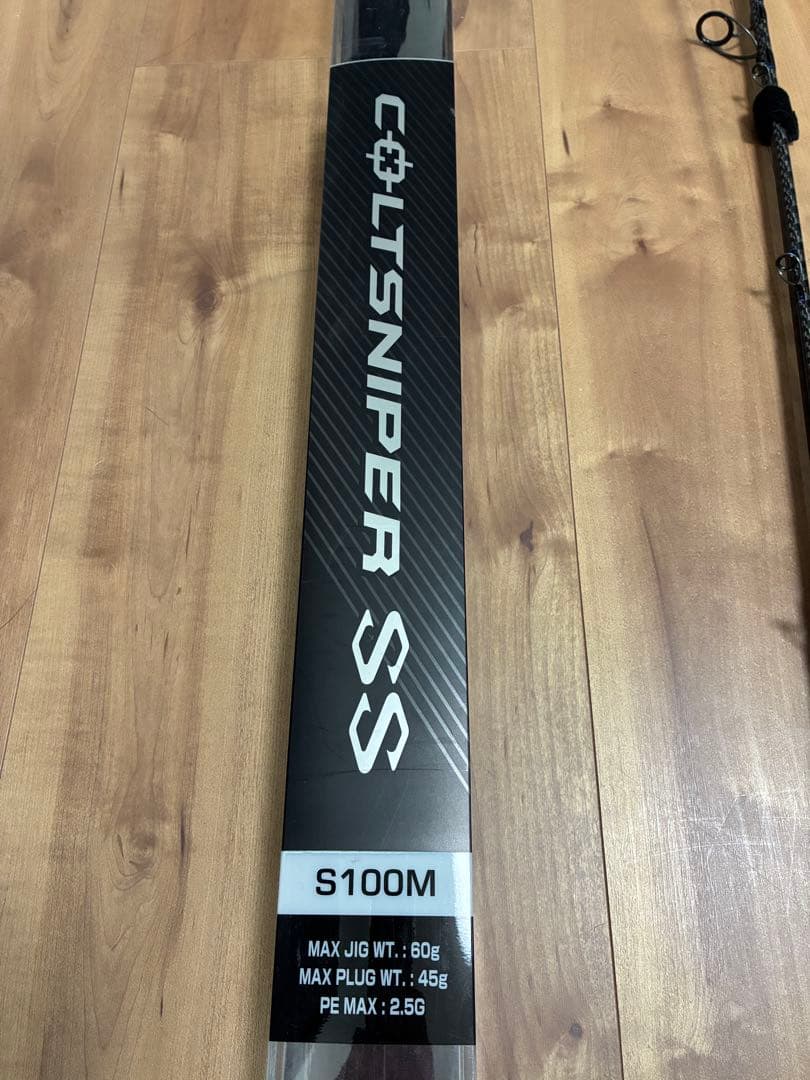 COLTSNIPER SS
S100M
MAX JIG WT. : 60g
MAX PLUG WT. : 45g
PE MAX : 2.5G